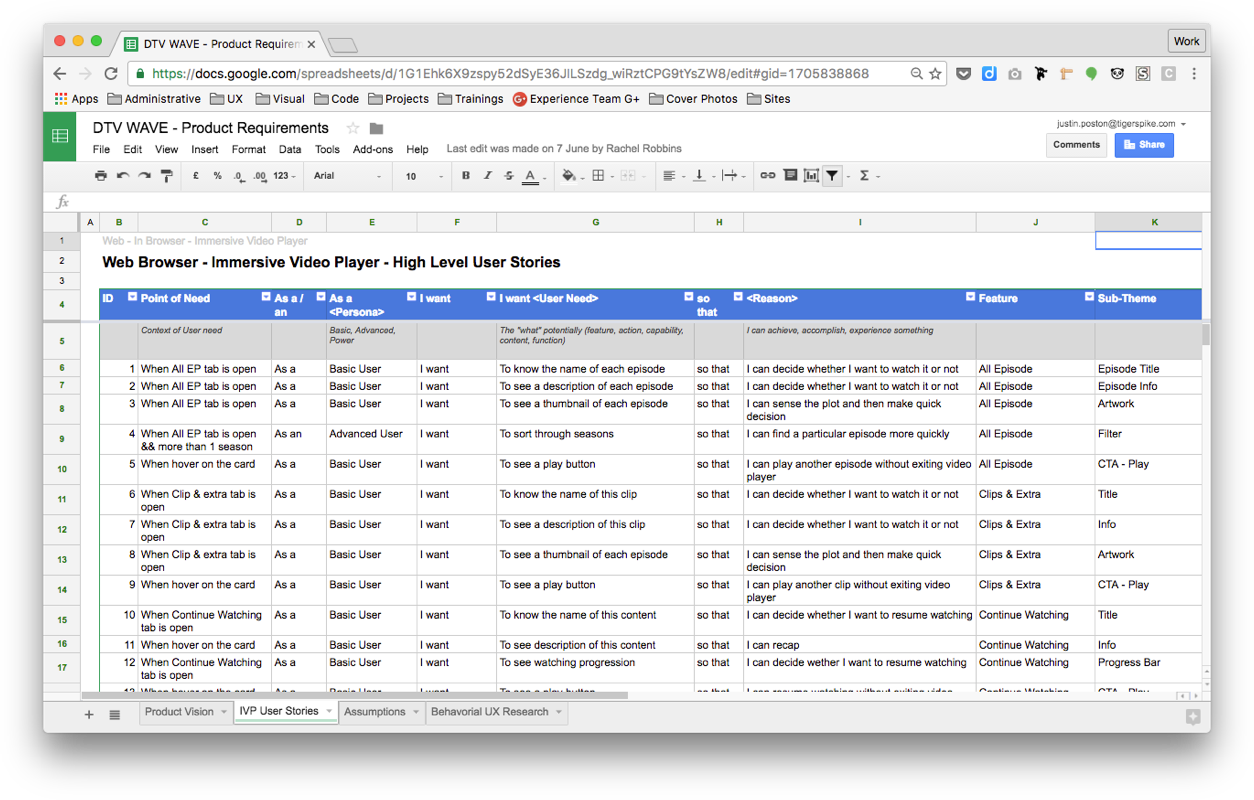 DTV WAVE - Product Requirem
Work
https://docs.google.com/spreadsheets/d/1G1Ehk6X9zspy52dSyE36JILSzdg_wiRztCPG9tYsZW8/edit#gid=1705838868
Apps Administrative UX Visual Code Projects Trainings Experience Team G+ Cover Photos Sites
DTV WAVE - Product Requirements
justin.poston@tigerspike.com
File Edit View Insert Format Data Tools Add-ons Help Last edit was made on 7 June by Rachel Robbins
Comments Share
£ % .0 .00 123 Arial 10 B I S A Σ
fx
A B C D E F G H I J K
1 Web - In Browser - Immersive Video Player
2 Web Browser - Immersive Video Player - High Level User Stories
3
4 ID Point of Need As a / an As a <Persona> I want I want <User Need> so that <Reason> Feature Sub-Theme
5 Context of User need Basic, Advanced, Power The "what" potentially (feature, action, capability, content, function) I can achieve, accomplish, experience something
6 1 When All EP tab is open As a Basic User I want To know the name of each episode so that I can decide whether I want to watch it or not All Episode Episode Title
7 2 When All EP tab is open As a Basic User I want To see a description of each episode so that I can decide whether I want to watch it or not All Episode Episode Info
8 3 When All EP tab is open As a Basic User I want To see a thumbnail of each episode so that I can sense the plot and then make quick decision All Episode Artwork
9 4 When All EP tab is open && more than 1 season As an Advanced User I want To sort through seasons so that I can find a particular episode more quickly All Episode Filter
10 5 When hover on the card As a Basic User I want To see a play button so that I can play another episode without exiting video player All Episode CTA - Play
11 6 When Clip & extra tab is open As a Basic User I want To know the name of this clip so that I can decide whether I want to watch it or not Clips & Extra Title
12 7 When Clip & extra tab is open As a Basic User I want To see a description of this clip so that I can decide whether I want to watch it or not Clips & Extra Info
13 8 When Clip & extra tab is open As a Basic User I want To see a thumbnail of each episode so that I can sense the plot and then make quick decision Clips & Extra Artwork
14 9 When hover on the card As a Basic User I want To see a play button so that I can play another clip without exiting video player Clips & Extra CTA - Play
15 10 When Continue Watching tab is open As a Basic User I want To know the name of this content so that I can decide whether I want to resume watching Continue Watching Title
16 11 When hover on the card As a Basic User I want To see description of this content so that I can recap Continue Watching Info
17 12 When Continue Watching tab is open As a Basic User I want To see watching progression so that I can decide wether I want to resume watching Continue Watching Progress Bar
Product Vision IVP User Stories Assumptions Behavorial UX Research